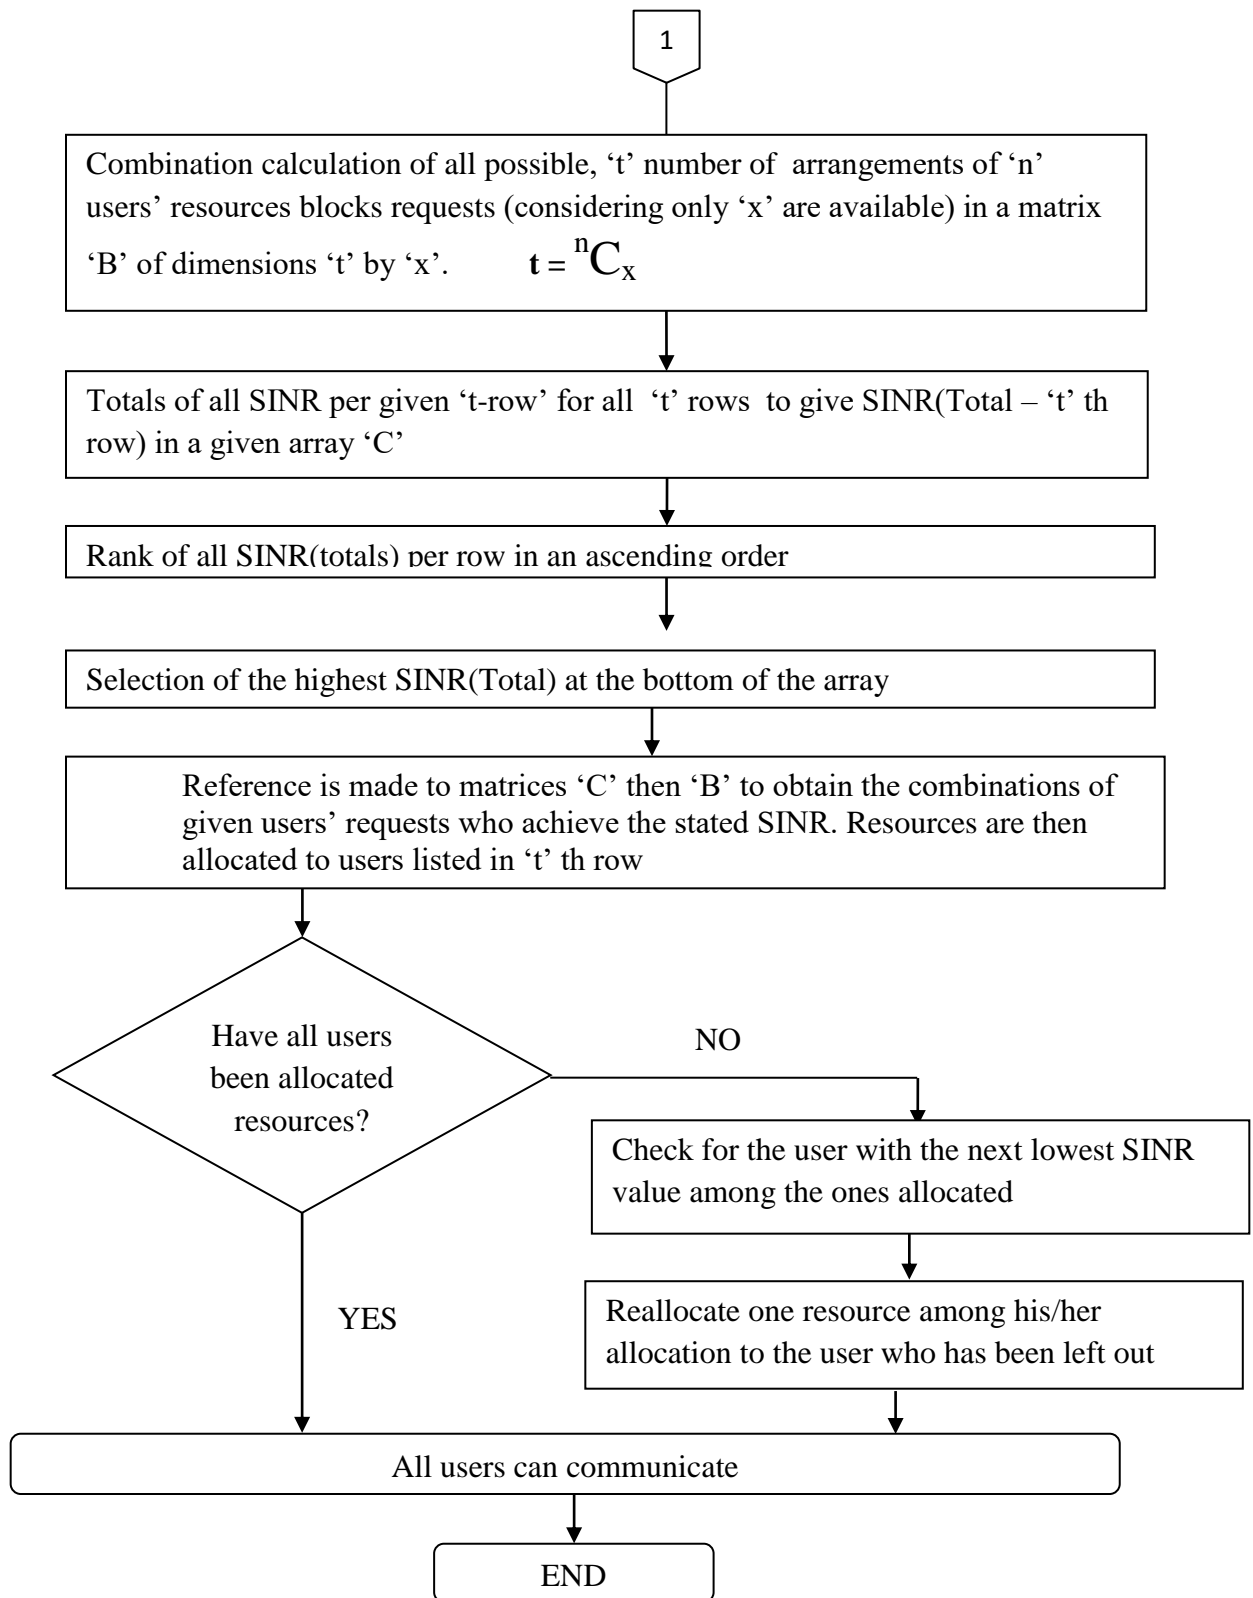 1
Combination calculation of all possible, ‘t’ number of arrangements of ‘n’
users’ resources blocks requests (considering only ‘x’ are available) in a matrix
‘B’ of dimensions ‘t’ by ‘x’. t = ⁿCₓ
Totals of all SINR per given ‘t-row’ for all ‘t’ rows to give SINR(Total – ‘t’ th
row) in a given array ‘C’
Rank of all SINR(totals) per row in an ascending order
Selection of the highest SINR(Total) at the bottom of the array
Reference is made to matrices ‘C’ then ‘B’ to obtain the combinations of
given users’ requests who achieve the stated SINR. Resources are then
allocated to users listed in ‘t’ th row
Have all users
been allocated
resources?
NO
Check for the user with the next lowest SINR
value among the ones allocated
Reallocate one resource among his/her
allocation to the user who has been left out
YES
All users can communicate
END